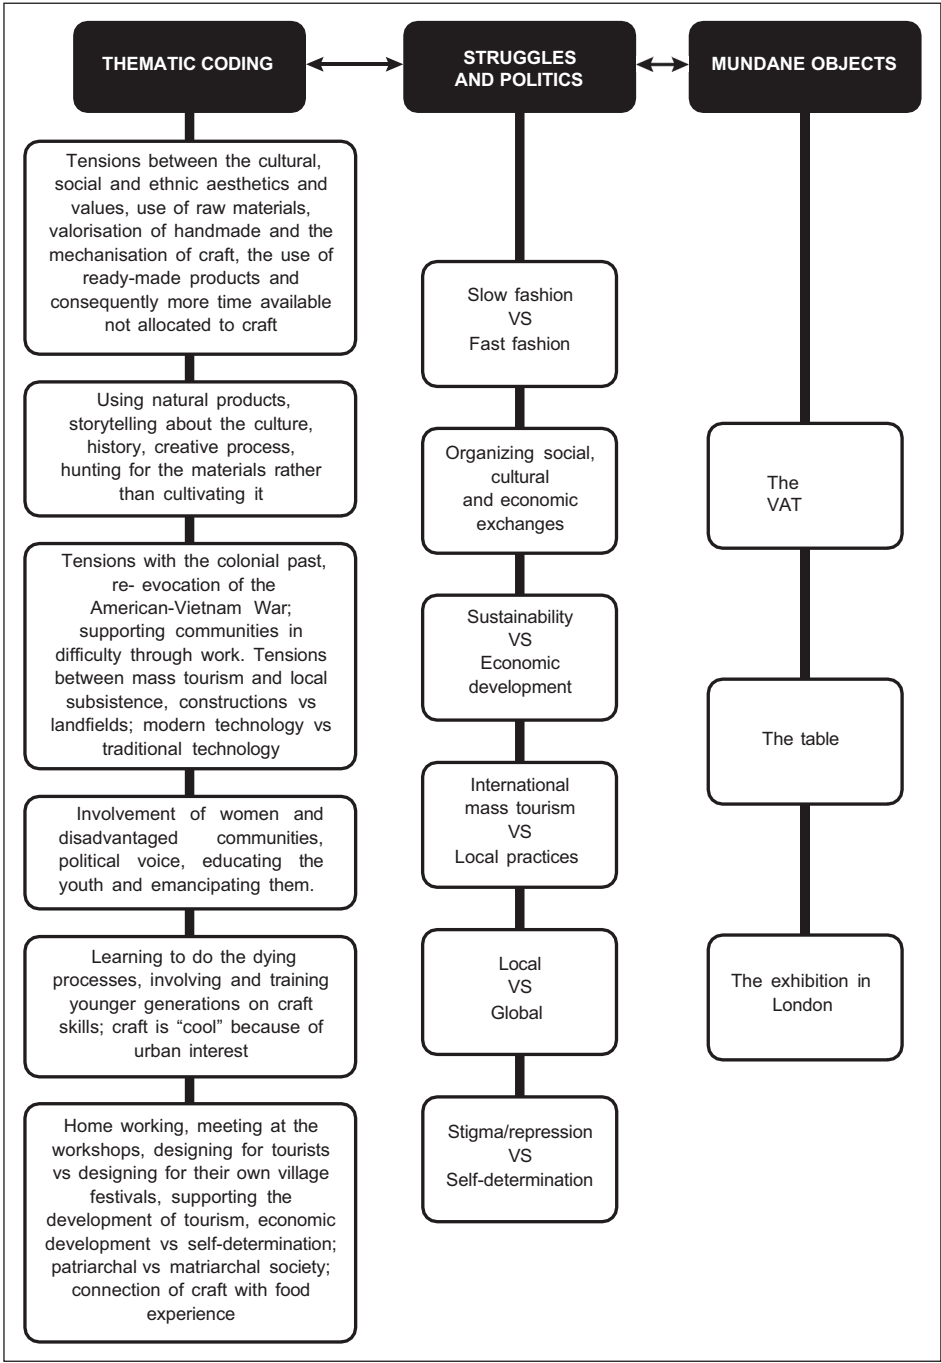 THEMATIC CODING
STRUGGLES
AND POLITICS
MUNDANE OBJECTS
Tensions between the cultural,
social and ethnic aesthetics and
values, use of raw materials,
valorisation of handmade and the
mechanisation of craft, the use of
ready-made products and
consequently more time available
not allocated to craft
Using natural products,
storytelling about the culture,
history, creative process,
hunting for the materials rather
than cultivating it
Tensions with the colonial past,
re- evocation of the
American-Vietnam War;
supporting communities in
difficulty through work. Tensions
between mass tourism and local
subsistence, constructions vs
landfields; modern technology vs
traditional technology
Involvement of women and
disadvantaged communities,
political voice, educating the
youth and emancipating them.
Learning to do the dying
processes, involving and training
younger generations on craft
skills; craft is “cool” because of
urban interest
Home working, meeting at the
workshops, designing for tourists
vs designing for their own village
festivals, supporting the
development of tourism, economic
development vs self-determination;
patriarchal vs matriarchal society;
connection of craft with food
experience
Slow fashion
VS
Fast fashion
Organizing social,
cultural
and economic
exchanges
Sustainability
VS
Economic
development
International
mass tourism
VS
Local practices
Local
VS
Global
Stigma/repression
VS
Self-determination
The
VAT
The table
The exhibition in
London